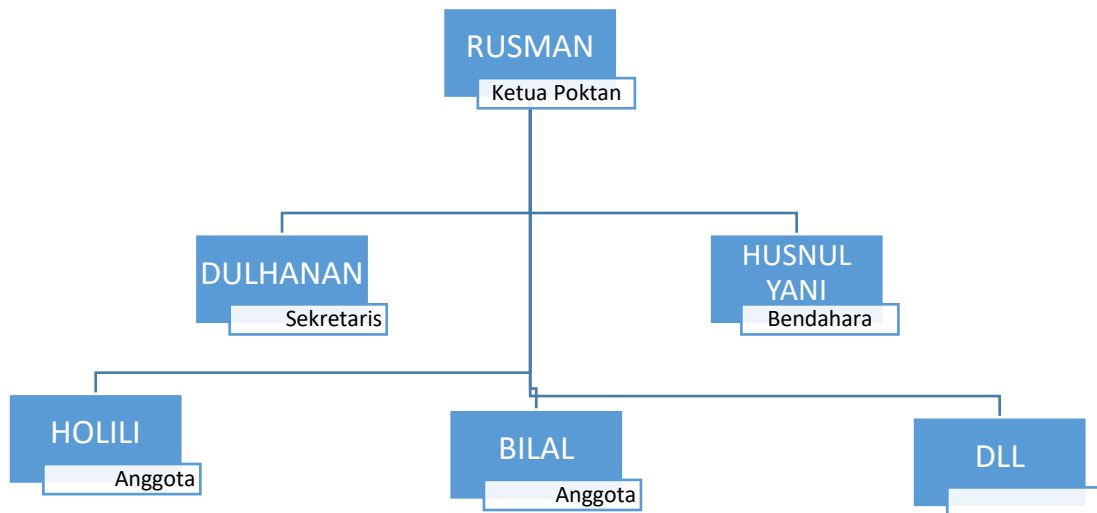 RUSMAN
Ketua Poktan
DULHANAN
Sekretaris
HUSNUL
YANI
Bendahara
HOLILI
Anggota
BILAL
Anggota
DLL